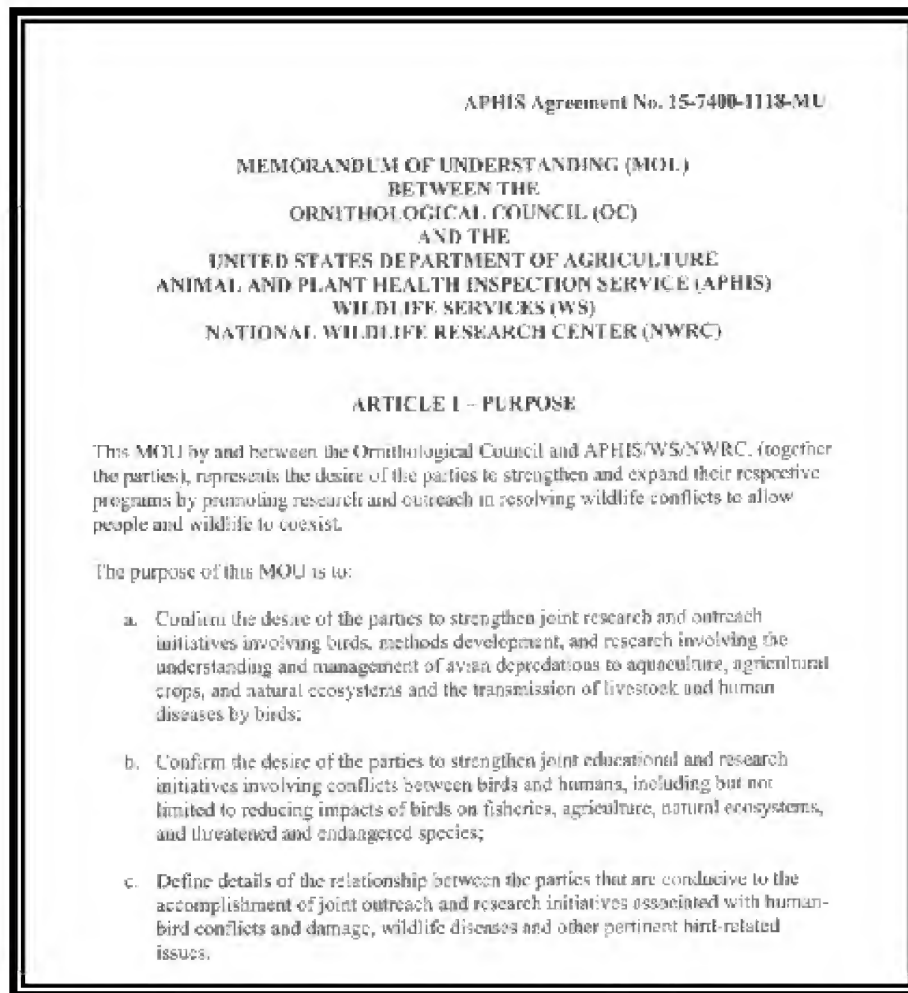 APHIS Agreement No. 15-7400-1118-MU
MEMORANDUM OF UNDERSTANDING (MOU)
BETWEEN THE
ORNITHOLOGICAL COUNCIL (OC)
AND THE
UNITED STATES DEPARTMENT OF AGRICULTURE
ANIMAL AND PLANT HEALTH INSPECTION SERVICE (APHIS)
WILDLIFE SERVICES (WS)
NATIONAL WILDLIFE RESEARCH CENTER (NWRC)
ARTICLE 1 – PURPOSE
This MOU by and between the Ornithological Council and APHIS/WS/NWRC, (together
the parties), represents the desire of the parties to strengthen and expand their respective
programs by promoting research and outreach in resolving wildlife conflicts to allow
people and wildlife to coexist.
The purpose of this MOU is to:
a. Confirm the desire of the parties to strengthen joint research and outreach
initiatives involving birds, methods development, and research involving the
understanding and management of avian depredations to aquaculture, agricultural
crops, and natural ecosystems and the transmission of livestock and human
diseases by birds;
b. Confirm the desire of the parties to strengthen joint educational and research
initiatives involving conflicts between birds and humans, including but not
limited to reducing impacts of birds on fisheries, agriculture, natural ecosystems,
and threatened and endangered species;
c. Define details of the relationship between the parties that are conducive to the
accomplishment of joint outreach and research initiatives associated with human-
bird conflicts and damage, wildlife diseases and other pertinent bird-related
issues.